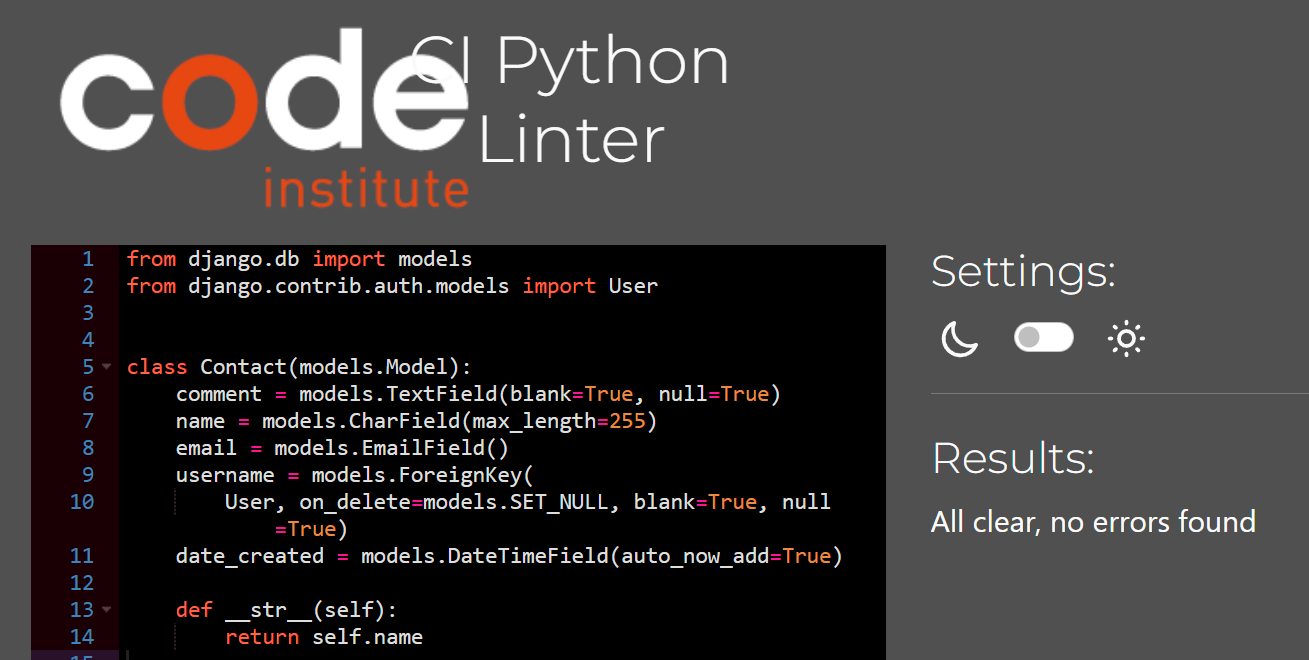 code
institute
CI Python
Linter
1 from django.db import models
2 from django.contrib.auth.models import User
3
4
5 class Contact(models.Model):
6     comment = models.TextField(blank=True, null=True)
7     name = models.CharField(max_length=255)
8     email = models.EmailField()
9     username = models.ForeignKey(
10         User, on_delete=models.SET_NULL, blank=True, null
=True)
11     date_created = models.DateTimeField(auto_now_add=True)
12
13     def __str__(self):
14         return self.name
15
Settings:
Results:
All clear, no errors found